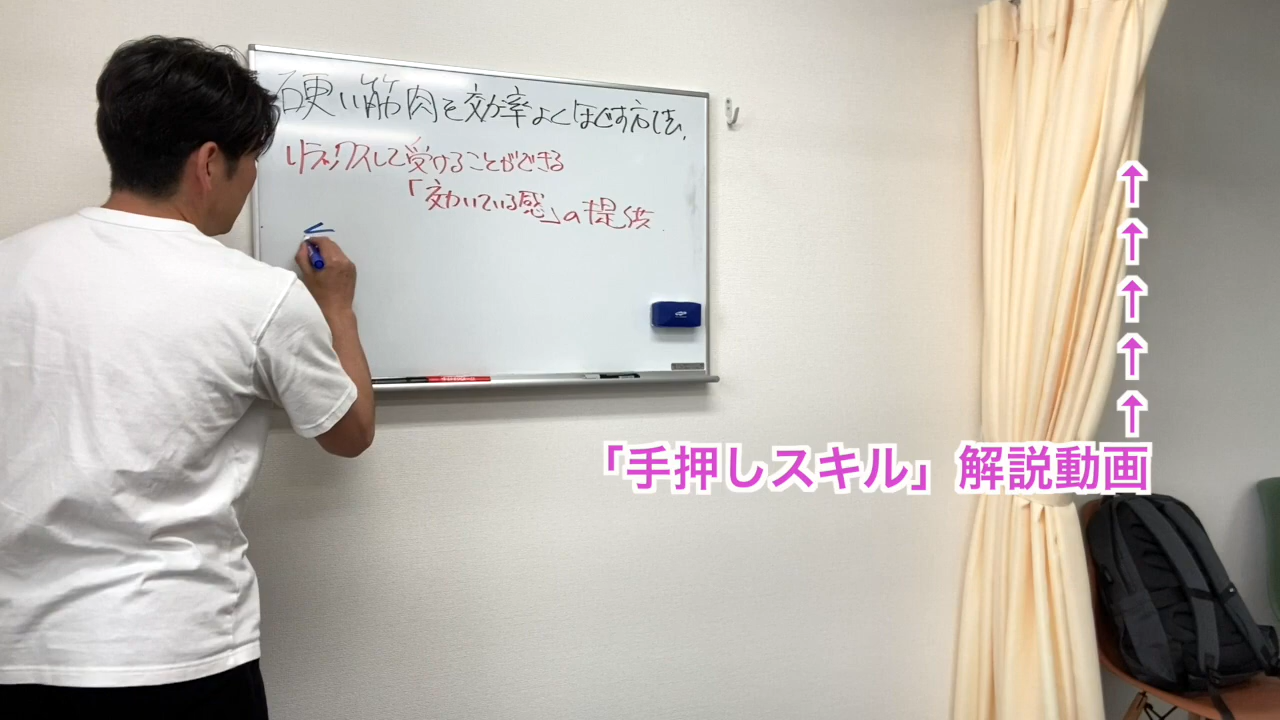 硬い筋肉を効率よくほぐす方法、
リラックスして受けることができる
「効いている感」の提供
↑
↑
↑
↑
↑
「手押しスキル」解説動画